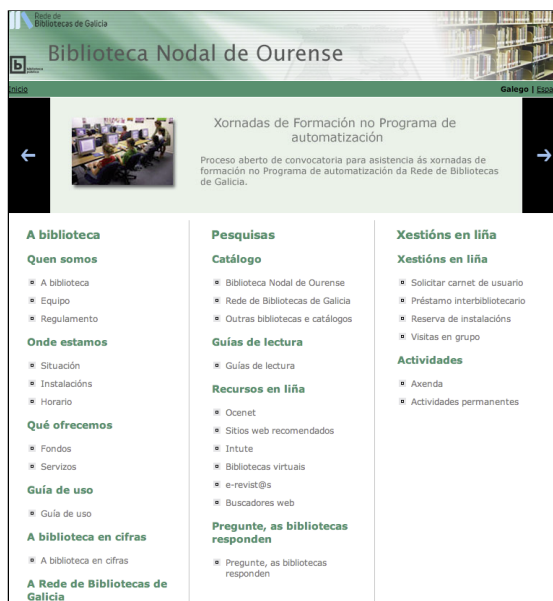 Rede de
Bibliotecas de Galicia
Biblioteca Nodal de Ourense
b biblioteca
pública
Inicio
Galego | Espa
Xornadas de Formación no Programa de
automatización
Proceso aberto de convocatoria para asistencia ás xornadas de
formación no Programa de automatización da Rede de Bibliotecas
de Galicia.
A biblioteca
Quen somos
A biblioteca
Equipo
Regulamento
Onde estamos
Situación
Instalacións
Horario
Qué ofrecemos
Fondos
Servizos
Guía de uso
Guía de uso
A biblioteca en cifras
A biblioteca en cifras
A Rede de Bibliotecas de
Galicia
Pesquisas
Catálogo
Biblioteca Nodal de Ourense
Rede de Bibliotecas de Galicia
Outras bibliotecas e catálogos
Guías de lectura
Guías de lectura
Recursos en liña
Ocenet
Sitios web recomendados
Intute
Bibliotecas virtuais
e-revist@s
Buscadores web
Pregunte, as bibliotecas
responden
Pregunte, as bibliotecas
responden
Xestións en liña
Xestións en liña
Solicitar carnet de usuario
Préstamo interbibliotecario
Reserva de instalacións
Visitas en grupo
Actividades
Axenda
Actividades permanentes